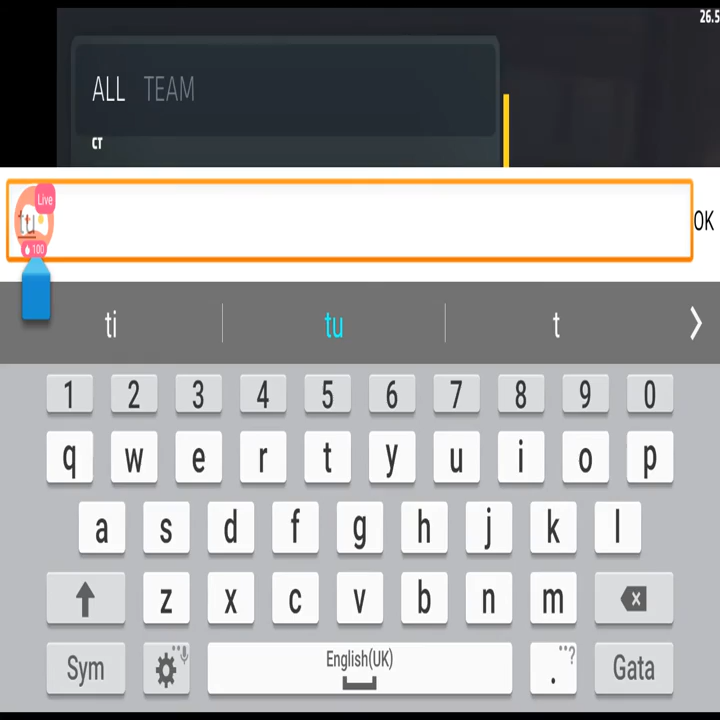 26.5
ALL TEAM
CT
Live
tu
100
OK
ti tu t
1 2 3 4 5 6 7 8 9 0
q w e r t y u i o p
a s d f g h j k l
z x c v b n m
Sym English(UK) . ? Gata